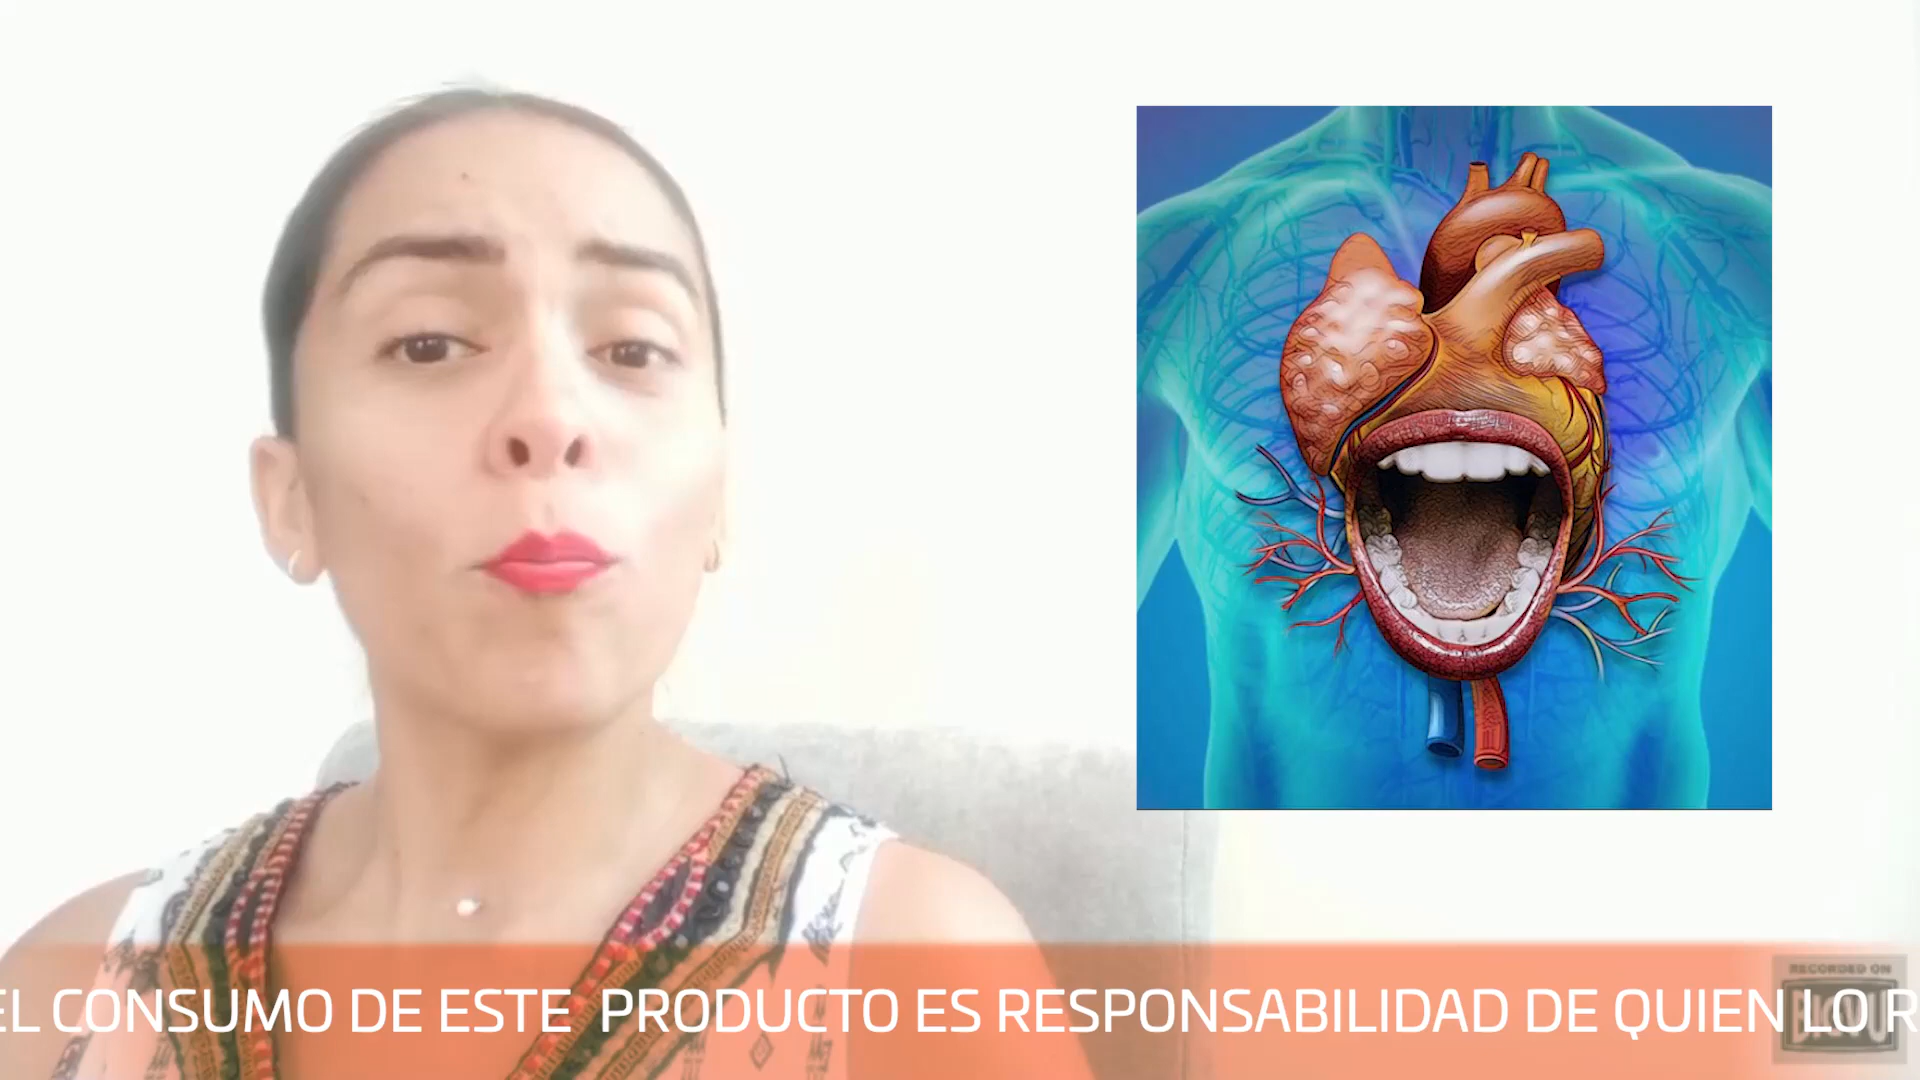 EL CONSUMO DE ESTE PRODUCTO ES RESPONSABILIDAD DE QUIEN LO R
RECORDED ON